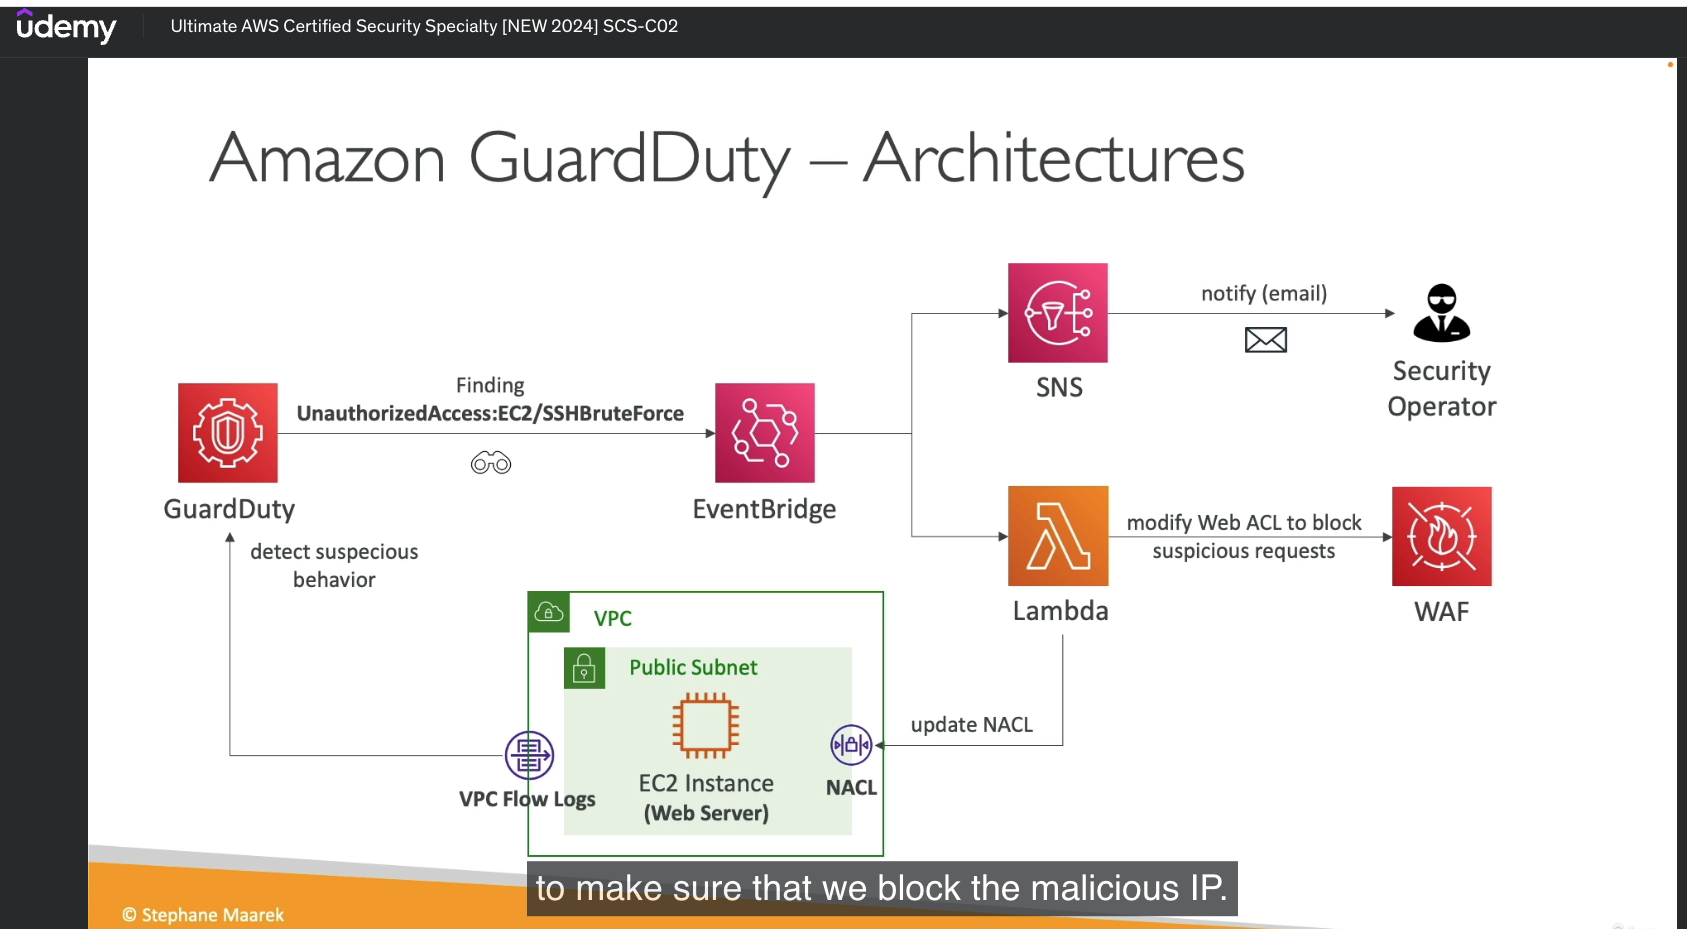 udemy
Ultimate AWS Certified Security Specialty [NEW 2024] SCS-C02
Amazon GuardDuty – Architectures
notify (email)
SNS
Security
Operator
Finding
UnauthorizedAccess:EC2/SSHBruteForce
GuardDuty
EventBridge
detect suspecious
behavior
modify Web ACL to block
suspicious requests
Lambda
WAF
VPC
Public Subnet
update NACL
EC2 Instance
(Web Server)
NACL
VPC Flow Logs
to make sure that we block the malicious IP.
© Stephane Maarek